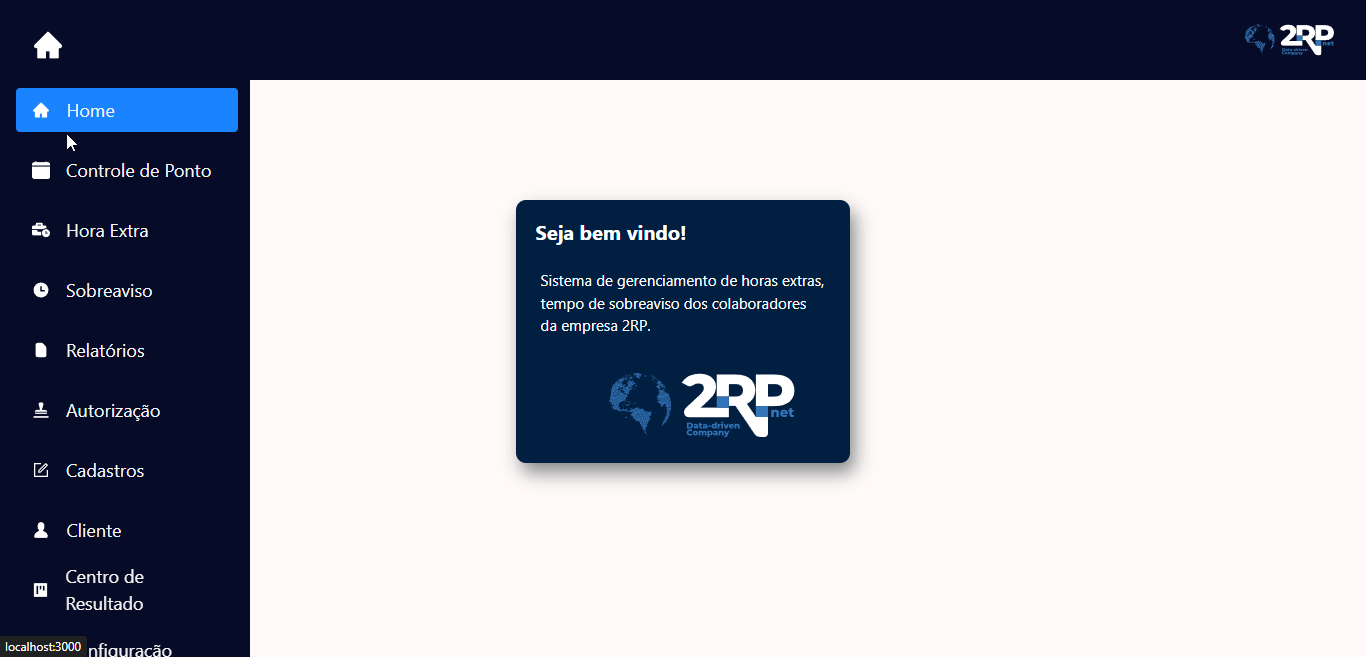 2RP
net
Data-driven
Company
Home
Controle de Ponto
Hora Extra
Sobreaviso
Relatórios
Autorização
Cadastros
Cliente
Centro de
Resultado
nfiguração
localhost:3000
Seja bem vindo!
Sistema de gerenciamento de horas extras,
tempo de sobreaviso dos colaboradores
da empresa 2RP.
2RP
net
Data-driven
Company